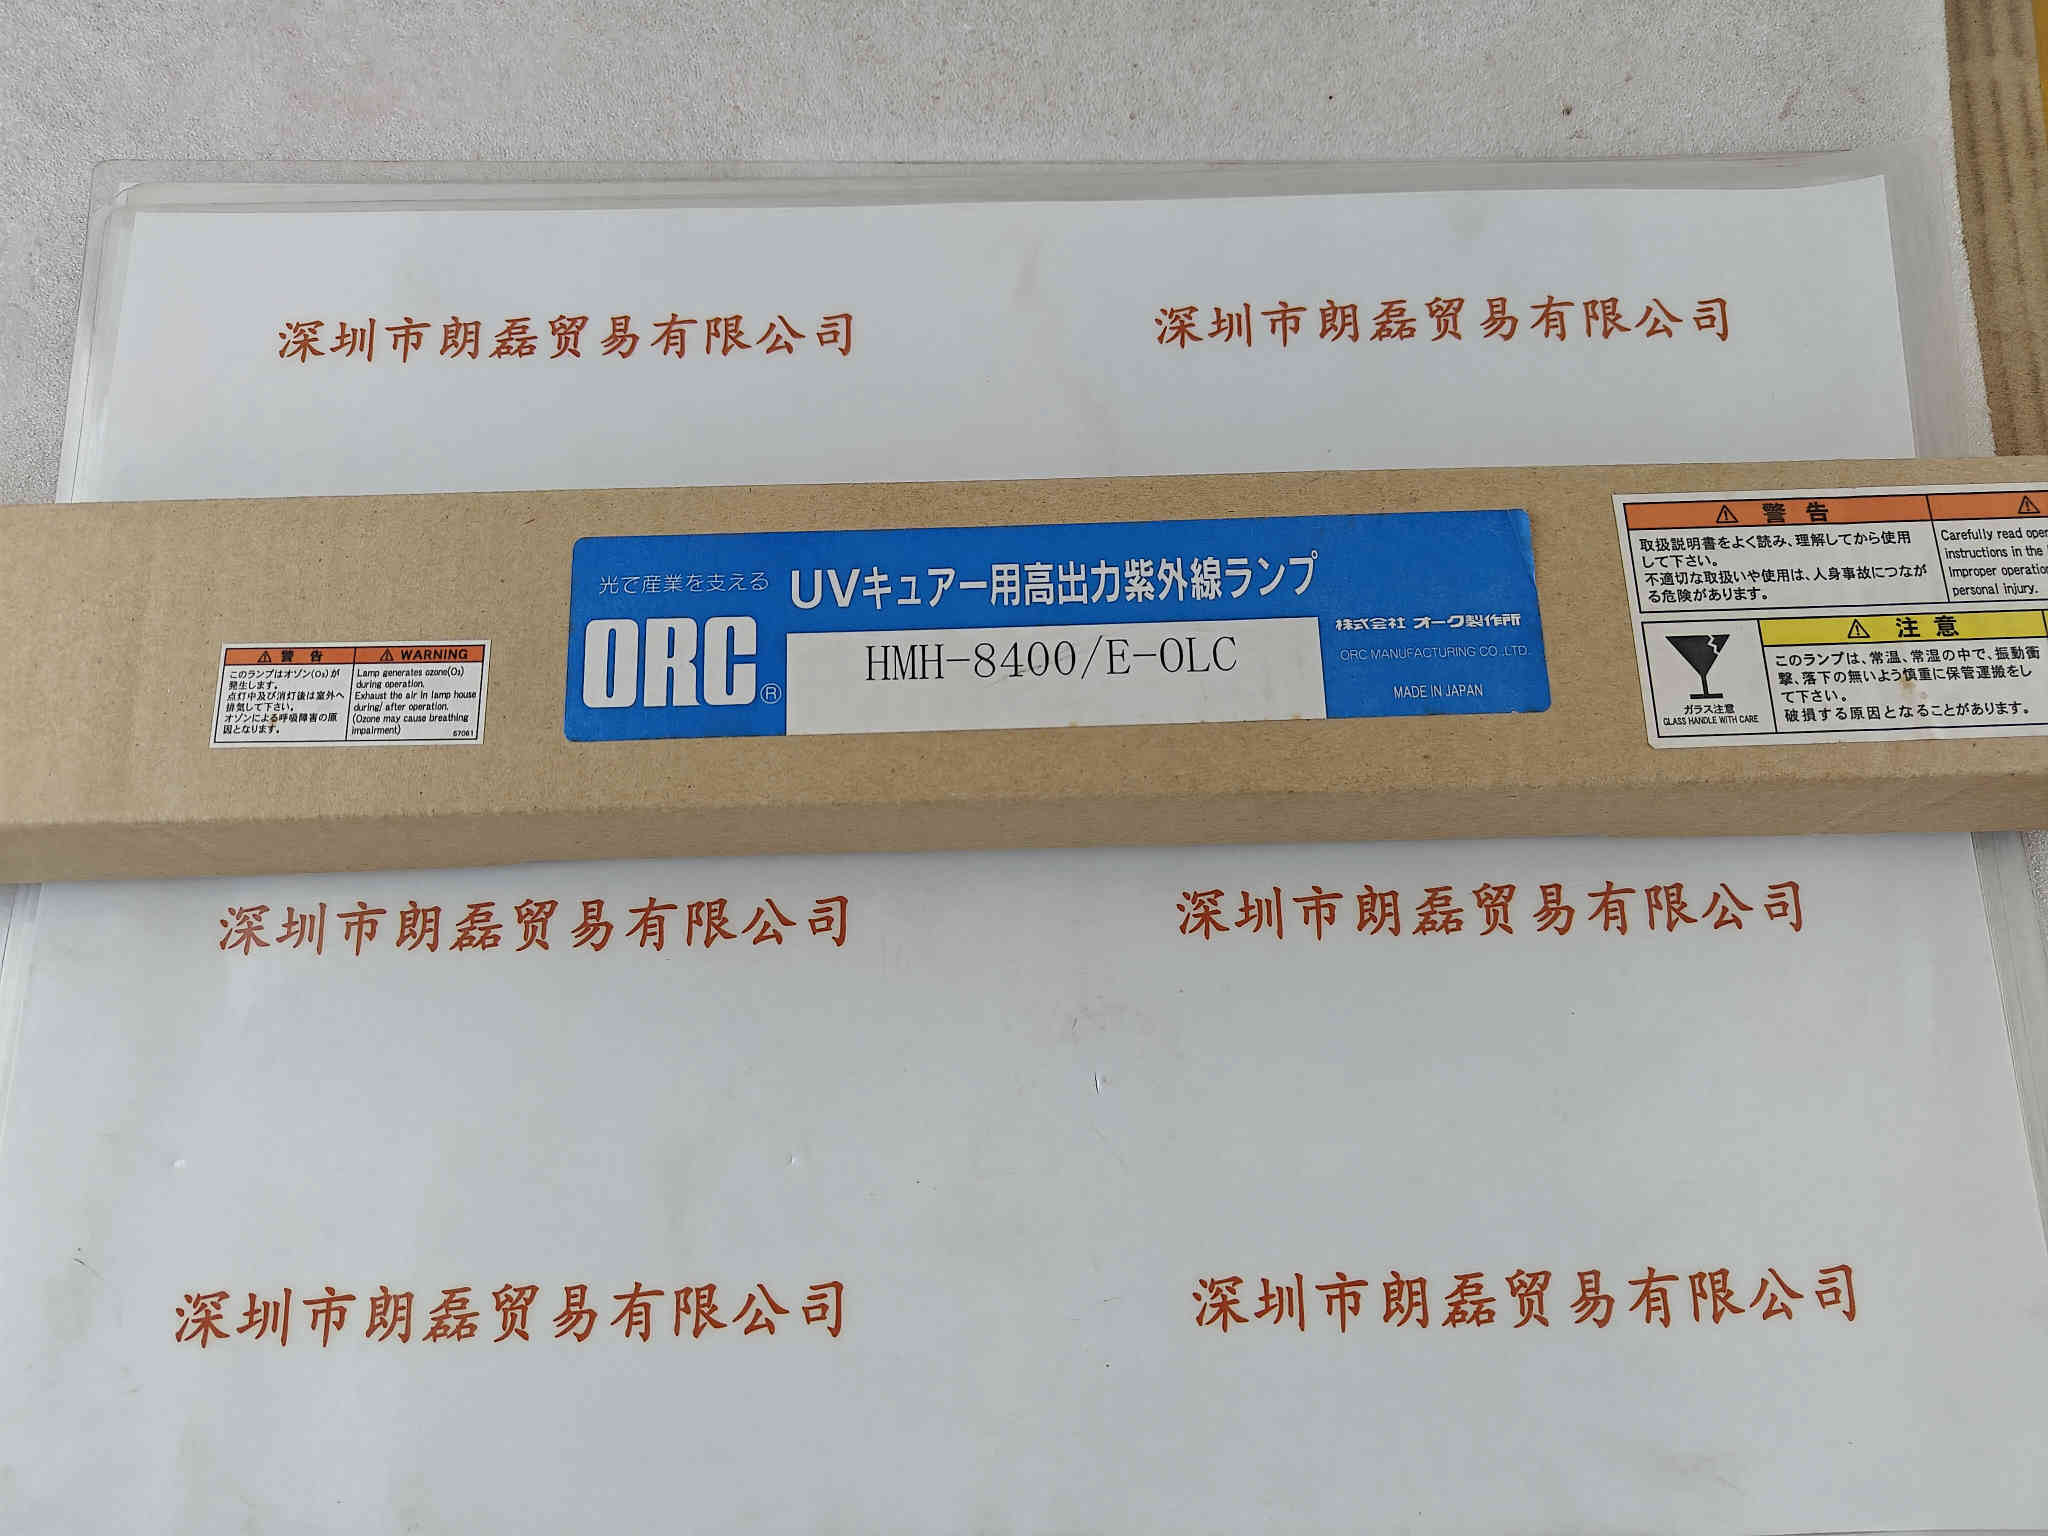 深圳市朗磊贸易有限公司
深圳市朗磊贸易有限公司
光で産業を支える
UVキュアー用高出力紫外線ランプ
ORC®
HMH-8400/E-OLC
株式会社 オーク製作所
ORC MANUFACTURING CO.,LTD.
MADE IN JAPAN
警告
このランプはオゾン(O₃)が
発生します。
点灯中及び消灯後は室外へ
排気して下さい。
オゾンによる呼吸障害の原
因となります。
WARNING
Lamp generates ozone(O₃)
during operation.
Exhaust the air in lamp house
during/ after operation.
(Ozone may cause breathing
impairment)
57061
警告
取扱説明書をよく読み、理解してから使用
して下さい。
不適切な取扱いや使用は、人身事故につなが
る危険があります。
Carefully read oper
instructions in the
Improper operatio
personal injury.
ガラス注意
GLASS HANDLE WITH CARE
注意
このランプは、常温、常湿の中で、振動衝
撃、落下の無いよう慎重に保管運搬をし
て下さい。
破損する原因となることがあります。
深圳市朗磊贸易有限公司
深圳市朗磊贸易有限公司
深圳市朗磊贸易有限公司
深圳市朗磊贸易有限公司